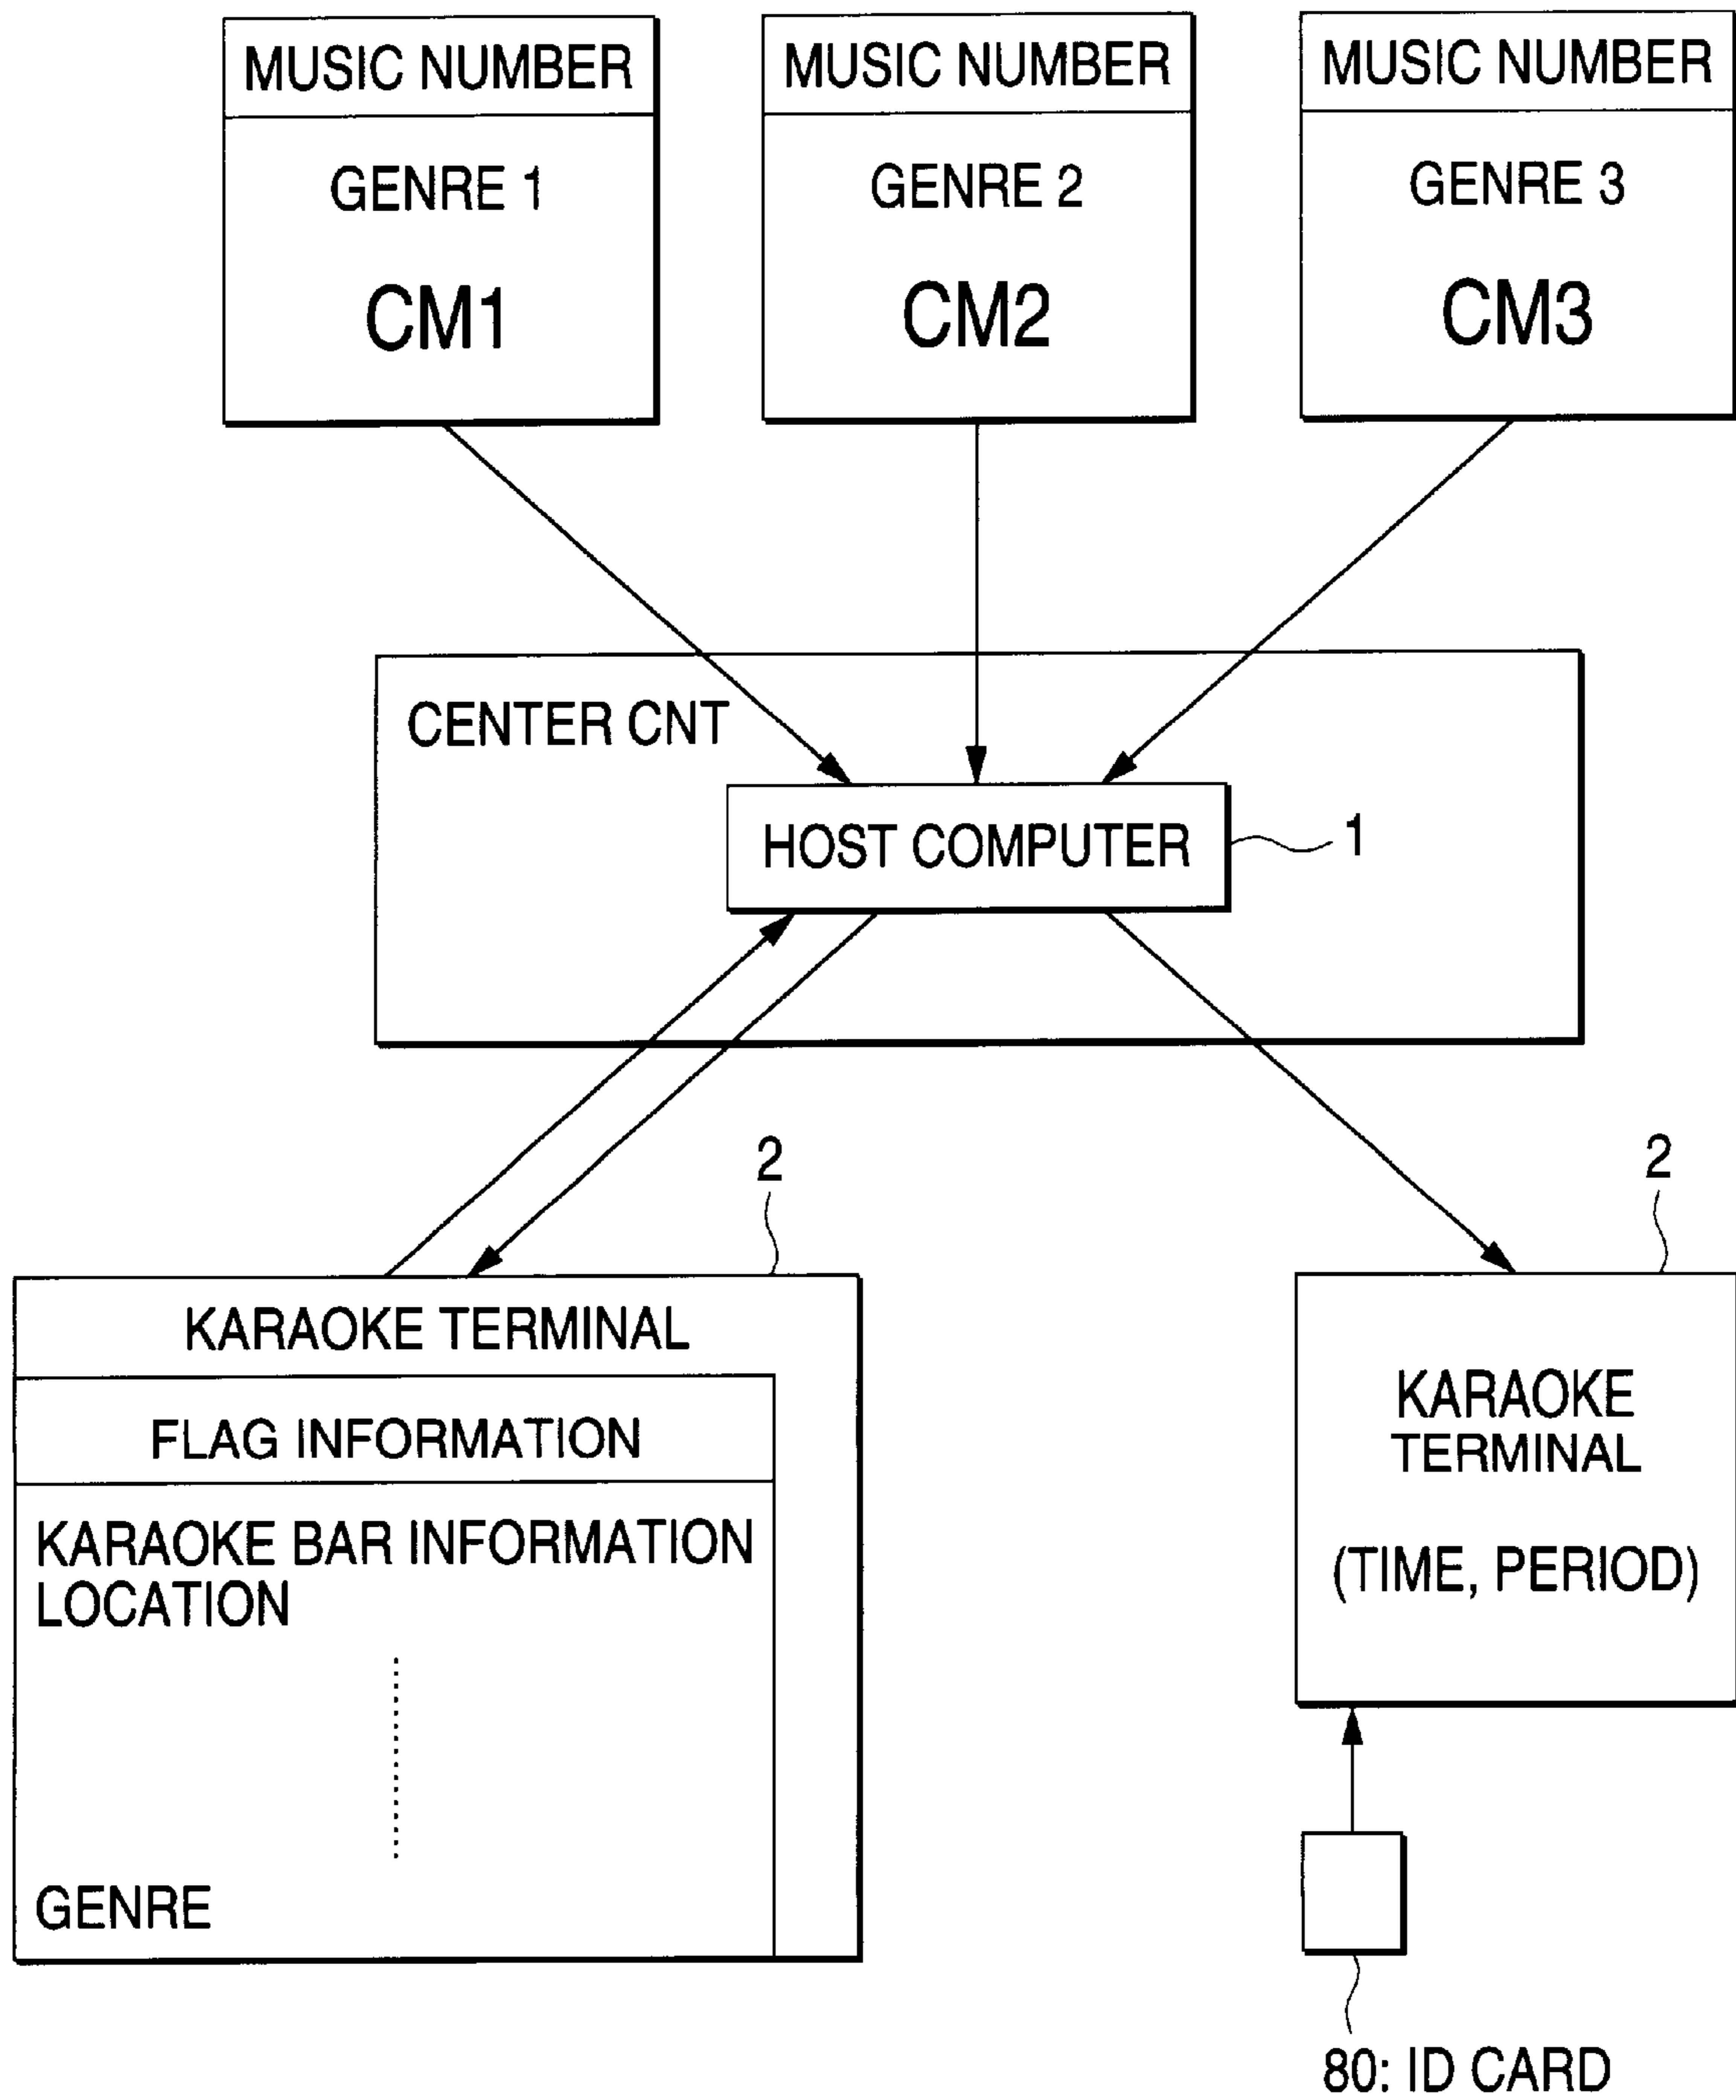 MUSIC NUMBER
GENRE 1
CM1
MUSIC NUMBER
GENRE 2
CM2
MUSIC NUMBER
GENRE 3
CM3
CENTER CNT
HOST COMPUTER
1
2
KARAOKE TERMINAL
FLAG INFORMATION
KARAOKE BAR INFORMATION
LOCATION
GENRE
2
KARAOKE
TERMINAL
(TIME, PERIOD)
80: ID CARD